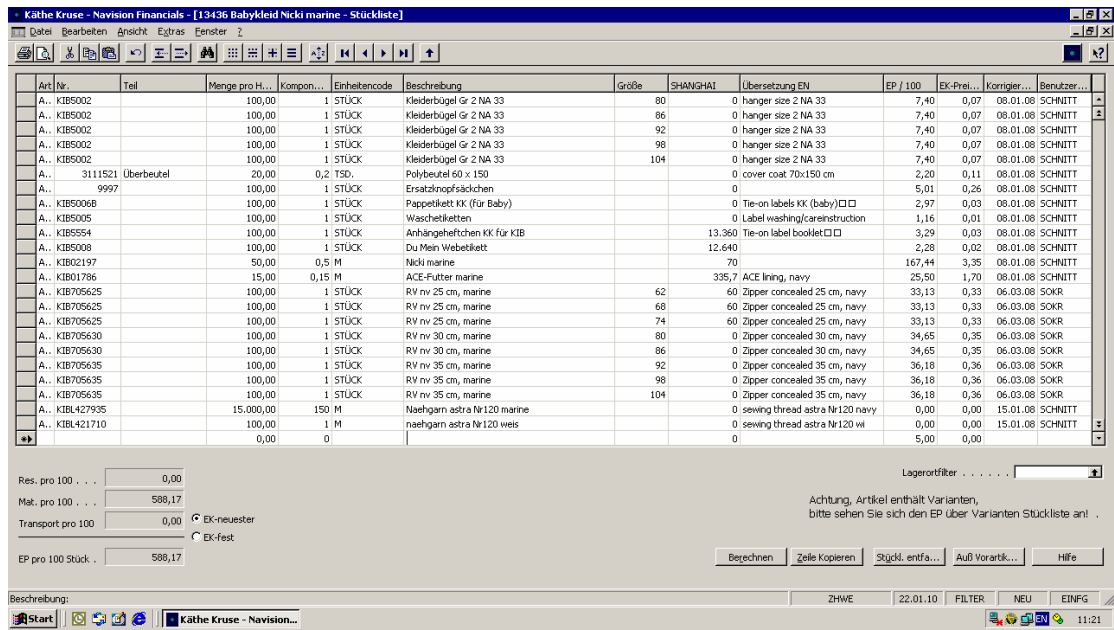 Käthe Kruse - Navision Financials - [13436 Babykleid Nicki marine - Stückliste]
Datei Bearbeiten Ansicht Extras Fenster ?
Art Nr. Teil Menge pro H... Kompon... Einheitencode Beschreibung Größe SHANGHAI Übersetzung EN EP / 100 EK-Prei... Korrigier... Benutzer...
A.. KIB5002 100,00 1 STÜCK Kleiderbügel Gr 2 NA 33 80 0 hanger size 2 NA 33 7,40 0,07 08.01.08 SCHNITT
A.. KIB5002 100,00 1 STÜCK Kleiderbügel Gr 2 NA 33 86 0 hanger size 2 NA 33 7,40 0,07 08.01.08 SCHNITT
A.. KIB5002 100,00 1 STÜCK Kleiderbügel Gr 2 NA 33 92 0 hanger size 2 NA 33 7,40 0,07 08.01.08 SCHNITT
A.. KIB5002 100,00 1 STÜCK Kleiderbügel Gr 2 NA 33 98 0 hanger size 2 NA 33 7,40 0,07 08.01.08 SCHNITT
A.. KIB5002 100,00 1 STÜCK Kleiderbügel Gr 2 NA 33 104 0 hanger size 2 NA 33 7,40 0,07 08.01.08 SCHNITT
A.. 3111521 Überbeutel 20,00 0,2 TSD. Polybeutel 60 x 150 0 cover coat 70x150 cm 2,20 0,11 08.01.08 SCHNITT
A.. 9997 100,00 1 STÜCK Ersatzknopfsäckchen 0 5,01 0,26 08.01.08 SCHNITT
A.. KIB5006B 100,00 1 STÜCK Pappetikett KK (für Baby) 0 Tie-on labels KK (baby)□□ 2,97 0,03 08.01.08 SCHNITT
A.. KIB5005 100,00 1 STÜCK Waschetiketten 0 Label washing/careinstruction 1,16 0,01 08.01.08 SCHNITT
A.. KIB5554 100,00 1 STÜCK Anhängeheftchen KK für KIB 13.360 Tie-on label booklet□□ 3,29 0,03 08.01.08 SCHNITT
A.. KIB5008 100,00 1 STÜCK Du Mein Webetikett 12.640 2,28 0,02 08.01.08 SCHNITT
A.. KIB02197 50,00 0,5 M Nicki marine 70 167,44 3,35 08.01.08 SCHNITT
A.. KIB01786 15,00 0,15 M ACE-Futter marine 335,7 ACE lining, navy 25,50 1,70 08.01.08 SCHNITT
A.. KIB705625 100,00 1 STÜCK RV nv 25 cm, marine 62 60 Zipper concealed 25 cm, navy 33,13 0,33 06.03.08 SOKR
A.. KIB705625 100,00 1 STÜCK RV nv 25 cm, marine 68 60 Zipper concealed 25 cm, navy 33,13 0,33 06.03.08 SOKR
A.. KIB705625 100,00 1 STÜCK RV nv 25 cm, marine 74 60 Zipper concealed 25 cm, navy 33,13 0,33 06.03.08 SOKR
A.. KIB705630 100,00 1 STÜCK RV nv 30 cm, marine 80 0 Zipper concealed 30 cm, navy 34,65 0,35 06.03.08 SOKR
A.. KIB705630 100,00 1 STÜCK RV nv 30 cm, marine 86 0 Zipper concealed 30 cm, navy 34,65 0,35 06.03.08 SOKR
A.. KIB705635 100,00 1 STÜCK RV nv 35 cm, marine 92 0 Zipper concealed 35 cm, navy 36,18 0,36 06.03.08 SOKR
A.. KIB705635 100,00 1 STÜCK RV nv 35 cm, marine 98 0 Zipper concealed 35 cm, navy 36,18 0,36 06.03.08 SOKR
A.. KIB705635 100,00 1 STÜCK RV nv 35 cm, marine 104 0 Zipper concealed 35 cm, navy 36,18 0,36 06.03.08 SOKR
A.. KIBL427935 15.000,00 150 M Naehgarn astra Nr120 marine 0 sewing thread astra Nr120 navy 0,00 0,00 15.01.08 SCHNITT
A.. KIBL421710 100,00 1 M naehgarn astra Nr120 weis 0 sewing thread astra Nr120 wi 0,00 0,00 15.01.08 SCHNITT
0,00 0 0 5,00 0,00
Lagerortfilter . . . . . .
Res. pro 100 . . . 0,00
Mat. pro 100 . . . 588,17
Transport pro 100 0,00 EK-neuester
EK-fest
EP pro 100 Stück . 588,17
Achtung, Artikel enthält Varianten,
bitte sehen Sie sich den EP über Varianten Stückliste an! .
Berechnen Zeile Kopieren Stückl. entfa... Auß Vorartik... Hilfe
Beschreibung: ZHWE 22.01.10 FILTER NEU EINFG
Start Käthe Kruse - Navision... EN 11:21